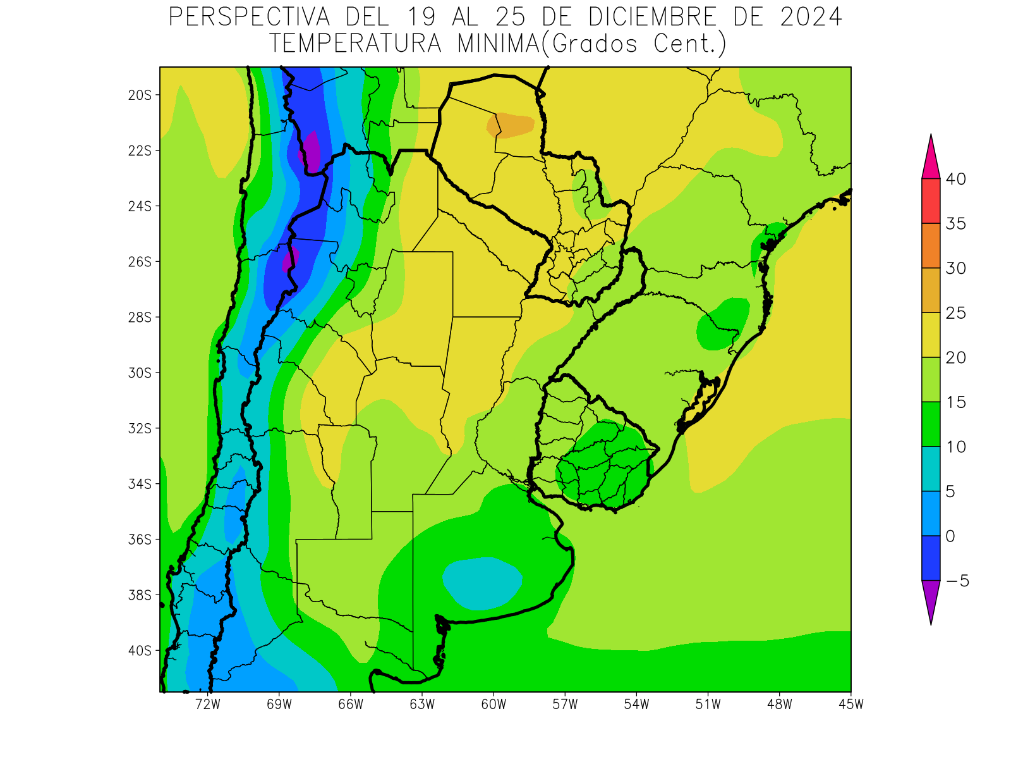 PERSPECTIVA DEL 19 AL 25 DE DICIEMBRE DE 2024
TEMPERATURA MINIMA(Grados Cent.)
20S
22S
24S
26S
28S
30S
32S
34S
36S
38S
40S
72W 69W 66W 63W 60W 57W 54W 51W 48W 45W
40
35
30
25
20
15
10
5
0
−5